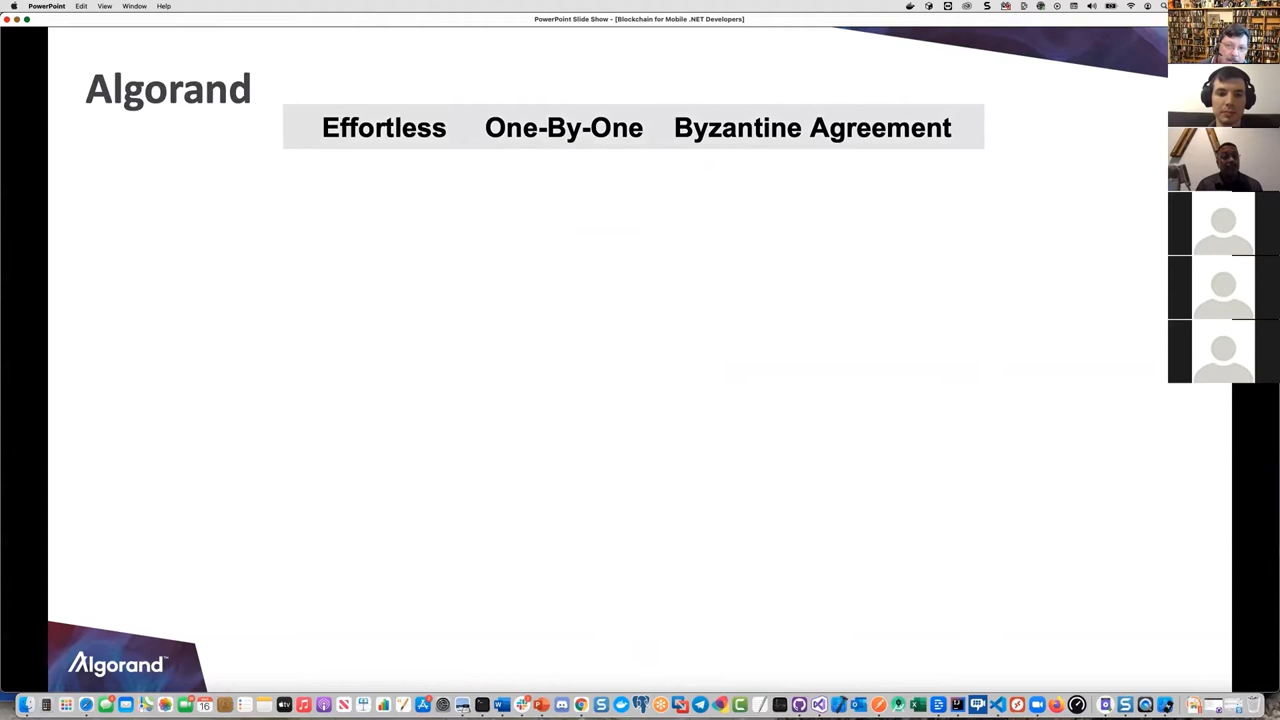 PowerPoint Edit View Window Help
PowerPoint Slide Show - [Blockchain for Mobile .NET Developers]
Algorand
Effortless One-By-One Byzantine Agreement
Algorand
16